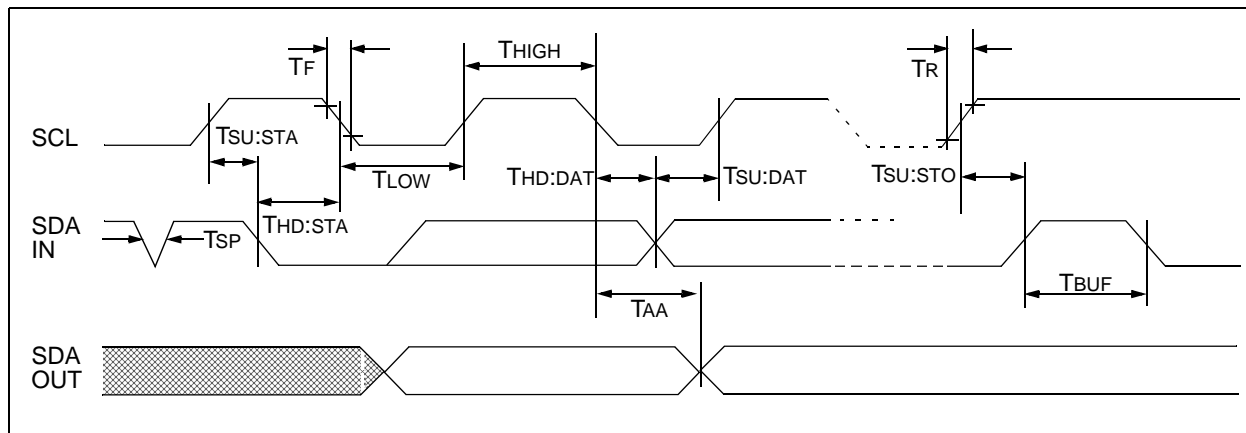 THIGH
TF
TR
SCL
TSU:STA
TLOW
THD:DAT
TSU:DAT
TSU:STO
SDA
IN
TSP
THD:STA
TAA
TBUF
SDA
OUT